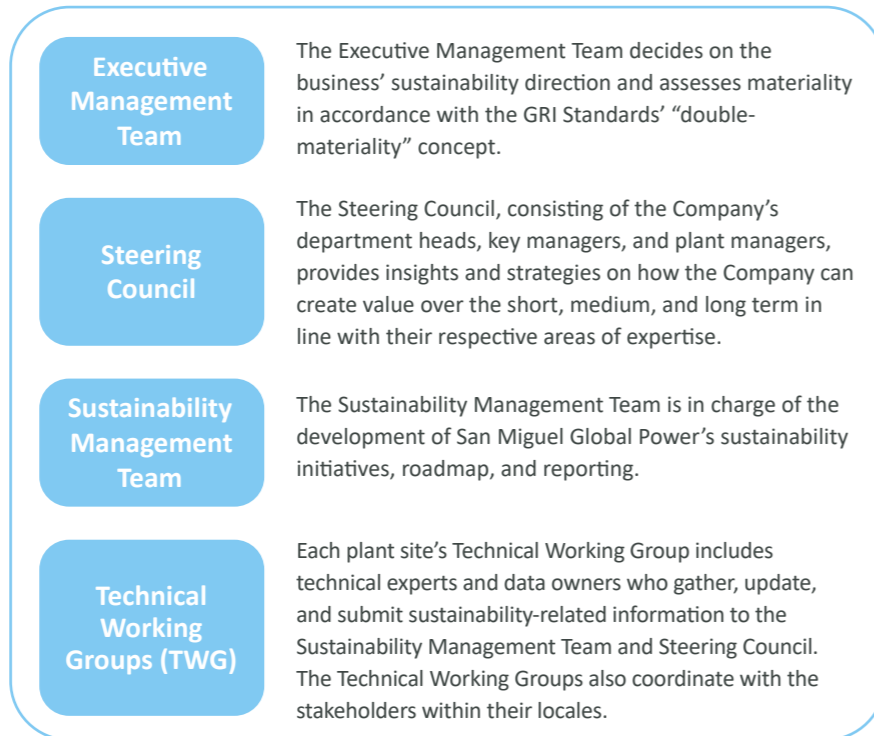 Executive
Management
Team
The Executive Management Team decides on the
business’ sustainability direction and assesses materiality
in accordance with the GRI Standards’ “double-
materiality” concept.
Steering
Council
The Steering Council, consisting of the Company’s
department heads, key managers, and plant managers,
provides insights and strategies on how the Company can
create value over the short, medium, and long term in
line with their respective areas of expertise.
Sustainability
Management
Team
The Sustainability Management Team is in charge of the
development of San Miguel Global Power’s sustainability
initiatives, roadmap, and reporting.
Technical
Working
Groups (TWG)
Each plant site’s Technical Working Group includes
technical experts and data owners who gather, update,
and submit sustainability-related information to the
Sustainability Management Team and Steering Council.
The Technical Working Groups also coordinate with the
stakeholders within their locales.